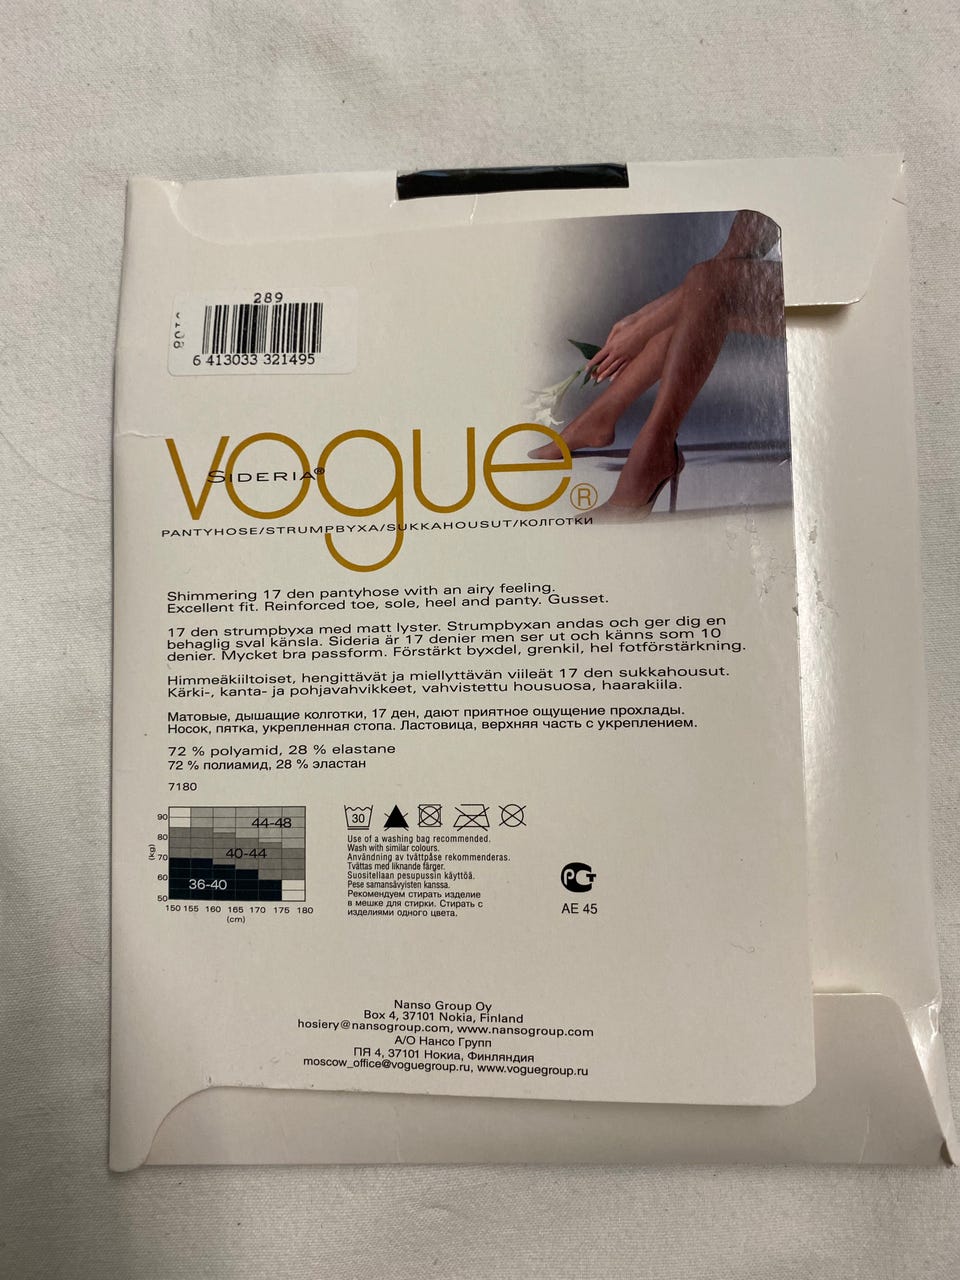 289
6 413033 321495
vogue®
SIDERIA®
PANTYHOSE/STRUMPBYXA/SUKKAHOUSUT/КОЛГОТКИ
Shimmering 17 den pantyhose with an airy feeling.
Excellent fit. Reinforced toe, sole, heel and panty. Gusset.
17 den strumpbyxa med matt lyster. Strumpbyxan andas och ger dig en
behaglig sval känsla. Sideria är 17 denier men ser ut och känns som 10
denier. Mycket bra passform. Förstärkt byxdel, grenkil, hel fotförstärkning.
Himmeäkiiltoiset, hengittävät ja miellyttävän viileät 17 den sukkahousut.
Kärki-, kanta- ja pohjavahvikkeet, vahvistettu housuosa, haarakiila.
Матовые, дышащие колготки, 17 ден, дают приятное ощущение прохлады.
Носок, пятка, укрепленная стопа. Ластовица, верхняя часть с укреплением.
72 % polyamid, 28 % elastane
72 % полиамид, 28 % эластан
7180
90
80
70
60
50
(kg)
44-48
40-44
36-40
150 155 160 165 170 175 180
(cm)
30
Use of a washing bag recommended.
Wash with similar colours.
Användning av tvättpåse rekommenderas.
Tvättas med liknande färger.
Suositellaan pesupussin käyttöä.
Pese samansävyisten kanssa.
Рекомендуем стирать изделие
в мешке для стирки. Стирать с
изделиями одного цвета.
РСТ
АЕ 45
Nanso Group Oy
Box 4, 37101 Nokia, Finland
hosiery@nansogroup.com, www.nansogroup.com
А/О Нансо Групп
ПЯ 4, 37101 Нокиа, Финляндия
moscow_office@voguegroup.ru, www.voguegroup.ru